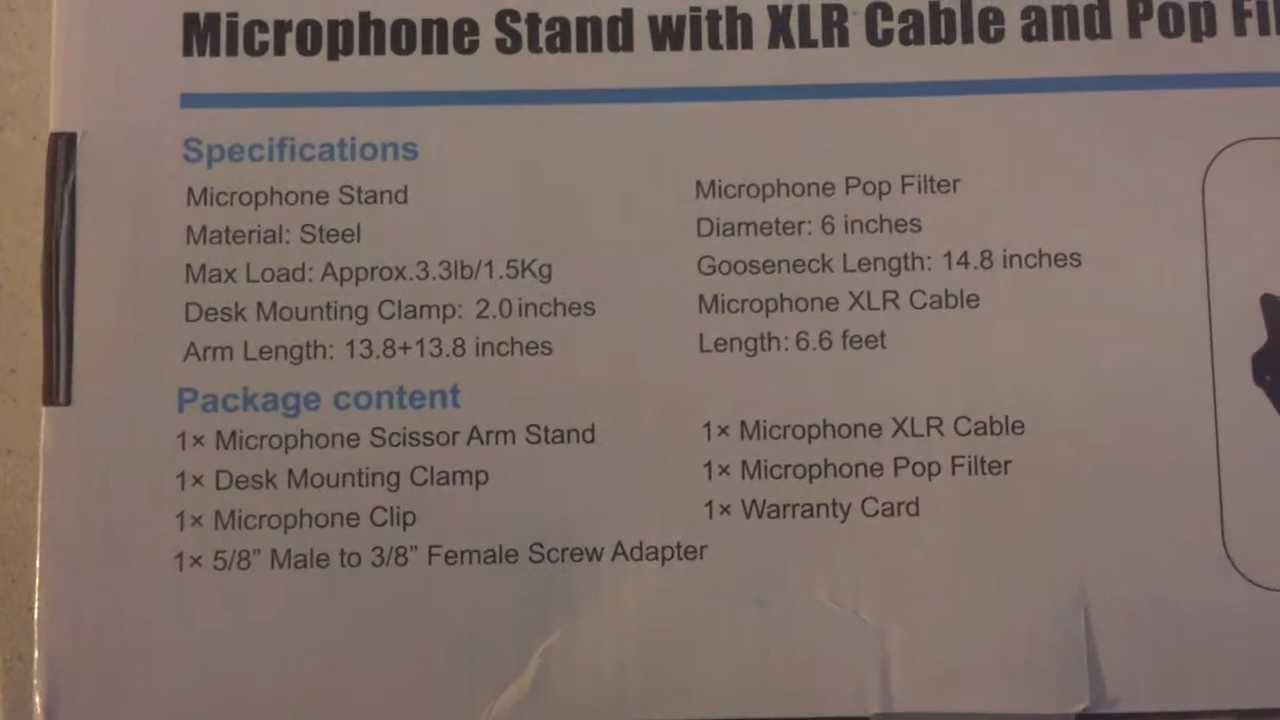 Microphone Stand with XLR Cable and Pop
Specifications
Microphone Stand
Material: Steel
Max Load: Approx.3.3lb/1.5Kg
Desk Mounting Clamp: 2.0 inches
Arm Length: 13.8+13.8 inches
Microphone Pop Filter
Diameter: 6 inches
Gooseneck Length: 14.8 inches
Microphone XLR Cable
Length: 6.6 feet
Package content
1× Microphone Scissor Arm Stand
1× Desk Mounting Clamp
1× Microphone Clip
1× 5/8” Male to 3/8” Female Screw Adapter
1× Microphone XLR Cable
1× Microphone Pop Filter
1× Warranty Card